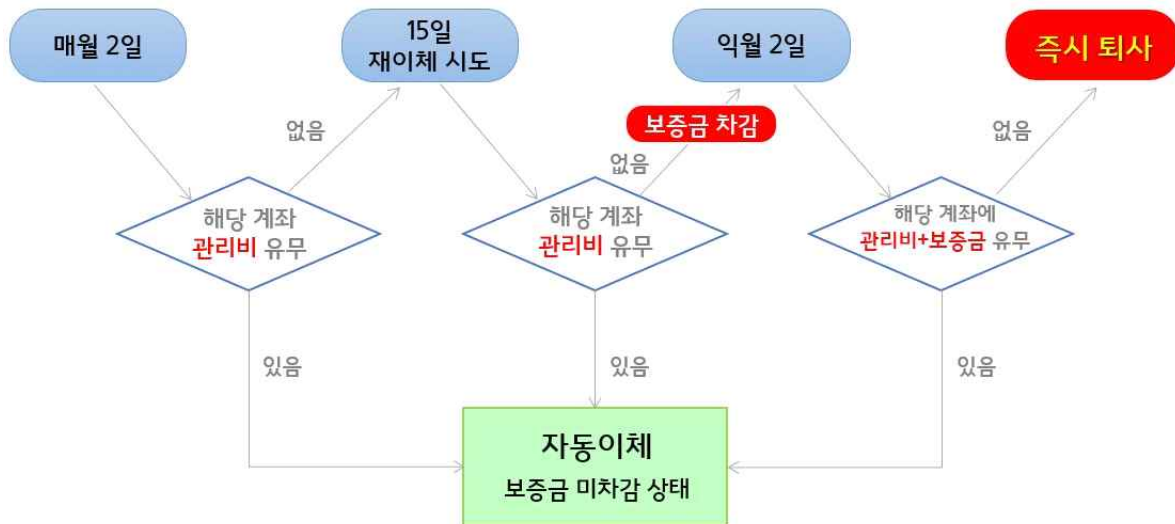 매월 2일
15일
재이체 시도
익월 2일
즉시 퇴사
없음
보증금 차감
없음
없음
해당 계좌
관리비 유무
해당 계좌
관리비 유무
해당 계좌에
관리비+보증금 유무
있음
있음
있음
자동이체
보증금 미차감 상태